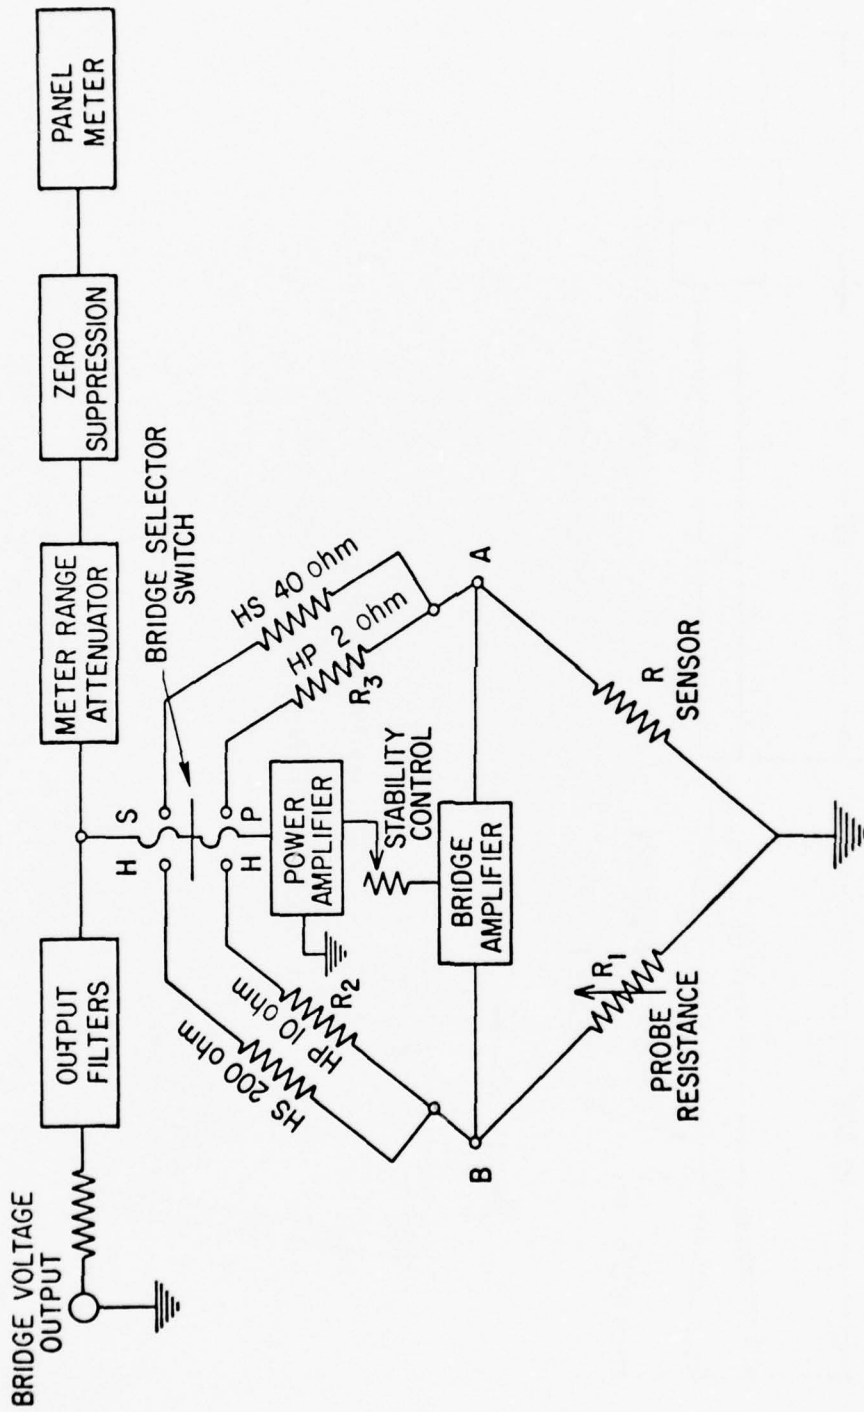 BRIDGE VOLTAGE
OUTPUT
OUTPUT
FILTERS
METER RANGE
ATTENUATOR
ZERO
SUPPRESSION
PANEL
METER
BRIDGE SELECTOR
SWITCH
H
S
H
P
HS 200 ohm
HP 10 ohm
R2
HS 40 ohm
HP 2 ohm
R3
POWER
AMPLIFIER
STABILITY
CONTROL
BRIDGE
AMPLIFIER
B
A
R1
PROBE
RESISTANCE
R
SENSOR